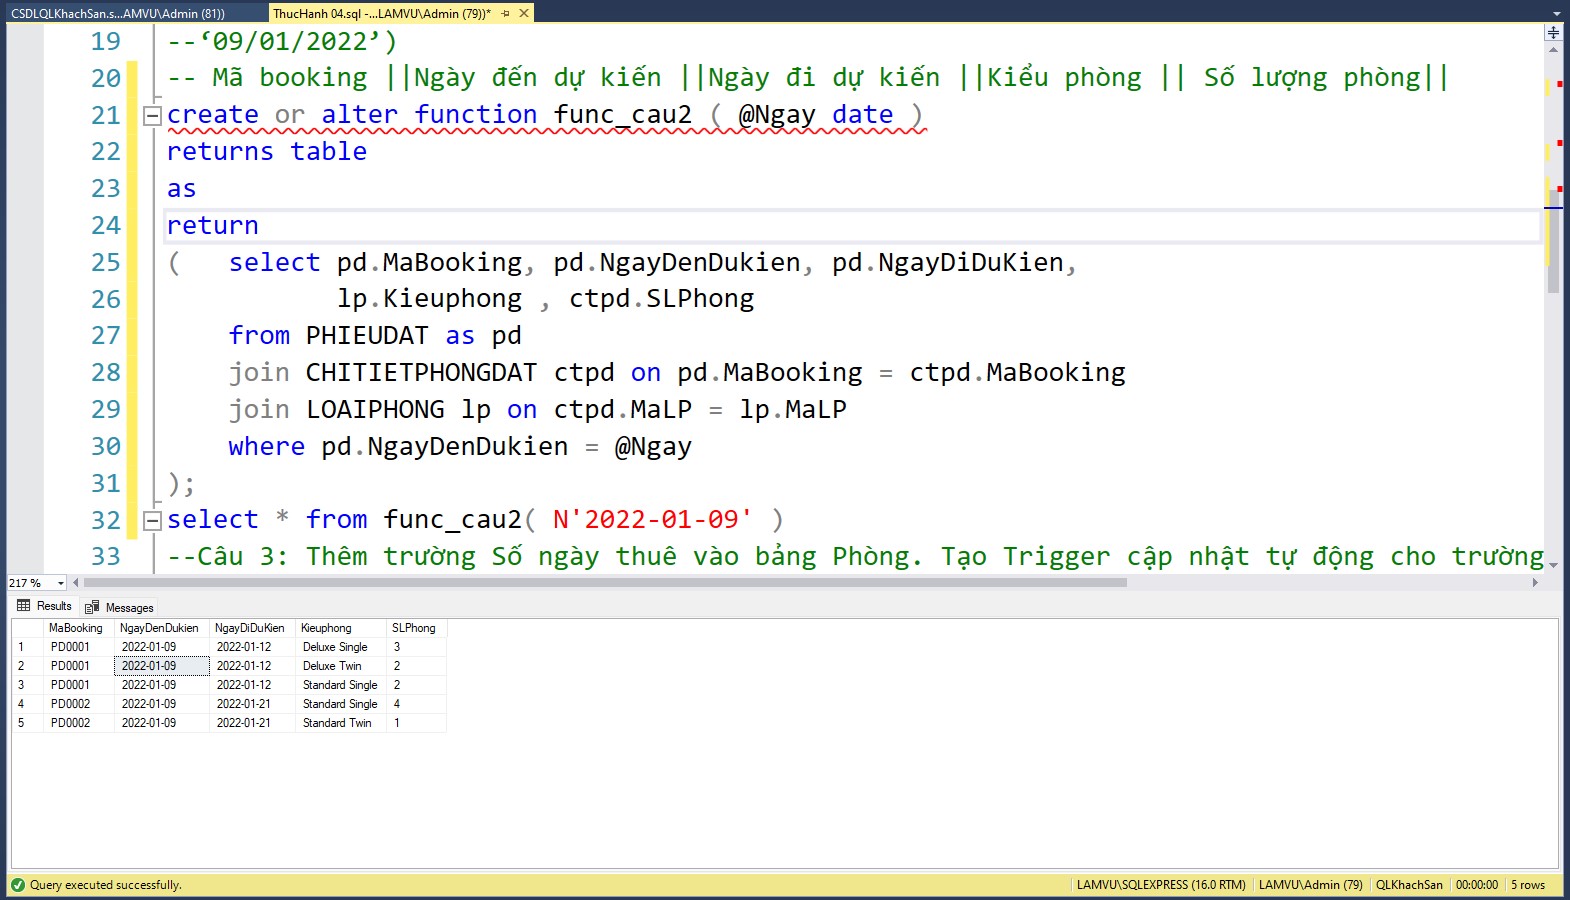 CSDLQLKhachSan.s...AMVU\Admin (81))
ThucHanh 04.sql -...LAMVU\Admin (79))*
19 --‘09/01/2022’)
20 -- Mã booking ||Ngày đến dự kiến ||Ngày đi dự kiến ||Kiểu phòng || Số lượng phòng||
21 create or alter function func_cau2 ( @Ngay date )
22 returns table
23 as
24 return
25 ( select pd.MaBooking, pd.NgayDenDukien, pd.NgayDiDuKien,
26 lp.Kieuphong , ctpd.SLPhong
27 from PHIEUDAT as pd
28 join CHITIETPHONGDAT ctpd on pd.MaBooking = ctpd.MaBooking
29 join LOAIPHONG lp on ctpd.MaLP = lp.MaLP
30 where pd.NgayDenDukien = @Ngay
31 );
32 select * from func_cau2( N'2022-01-09' )
33 --Câu 3: Thêm trường Số ngày thuê vào bảng Phòng. Tạo Trigger cập nhật tự động cho trường
217 %
Results Messages
MaBooking NgayDenDukien NgayDiDuKien Kieuphong SLPhong
1 PD0001 2022-01-09 2022-01-12 Deluxe Single 3
2 PD0001 2022-01-09 2022-01-12 Deluxe Twin 2
3 PD0001 2022-01-09 2022-01-12 Standard Single 2
4 PD0002 2022-01-09 2022-01-21 Standard Single 4
5 PD0002 2022-01-09 2022-01-21 Standard Twin 1
Query executed successfully.
LAMVU\SQLEXPRESS (16.0 RTM) LAMVU\Admin (79) QLKhachSan 00:00:00 5 rows